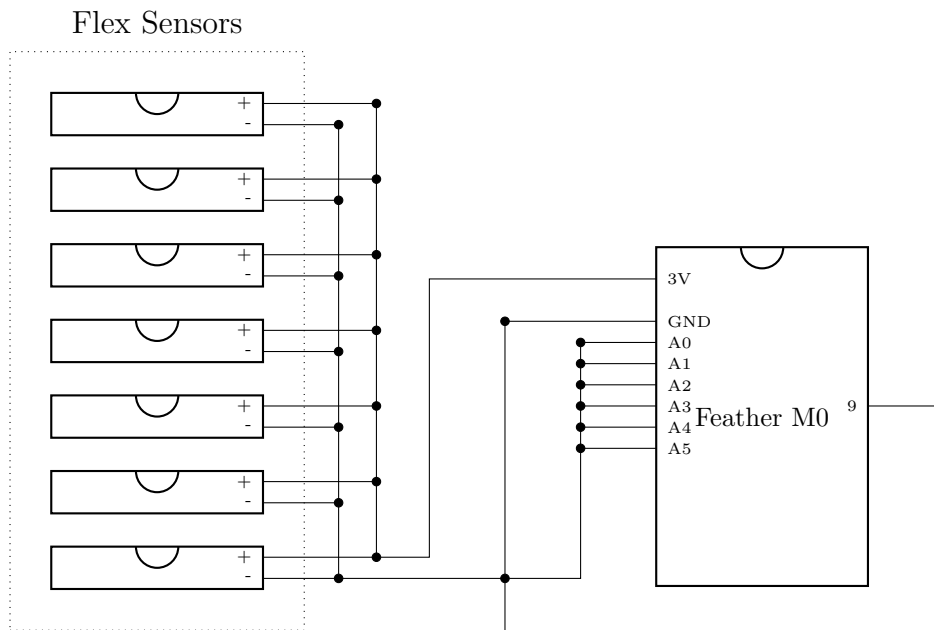 Flex Sensors
+
-
+
-
+
-
+
-
+
-
+
-
+
-
3V
GND
A0
A1
A2
A3
A4
A5
Feather M0
9